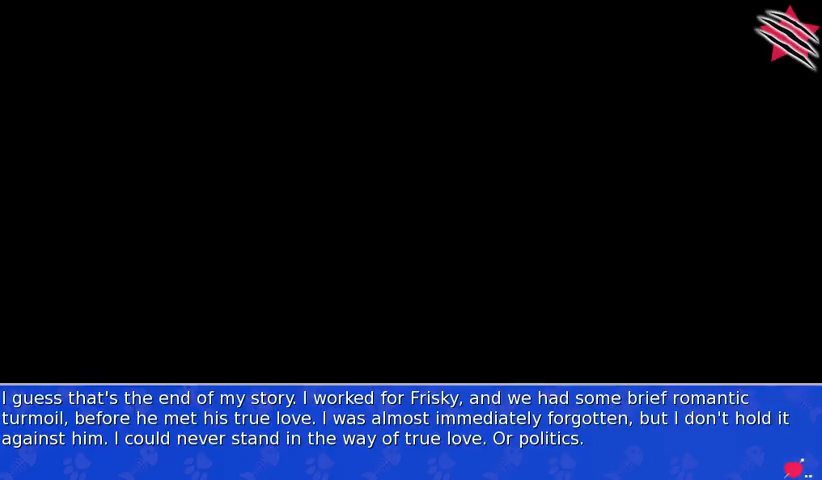 I guess that's the end of my story. I worked for Frisky, and we had some brief romantic
turmoil, before he met his true love. I was almost immediately forgotten, but I don't hold it
against him. I could never stand in the way of true love. Or politics.